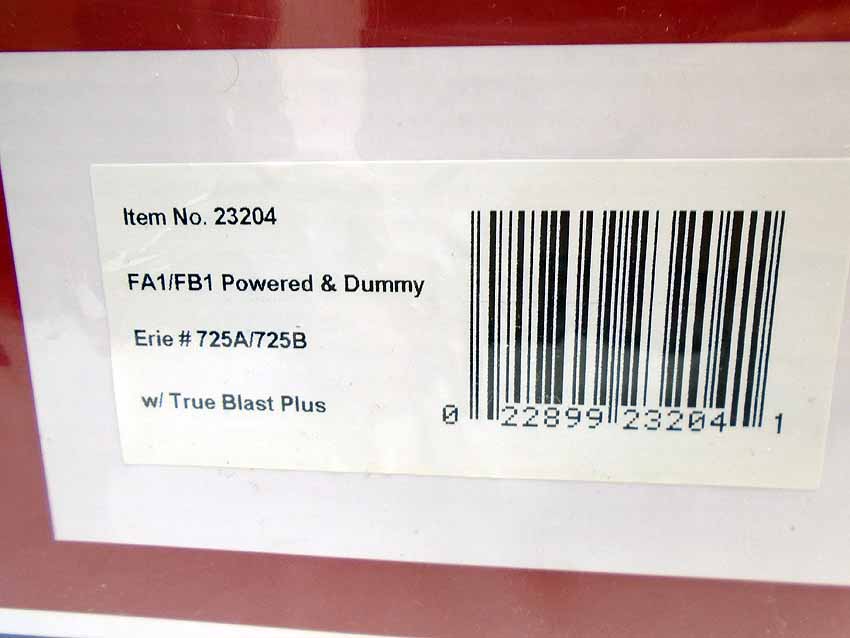 Item No. 23204
FA1/FB1 Powered & Dummy
Erie # 725A/725B
w/ True Blast Plus
0 22899 23204 1